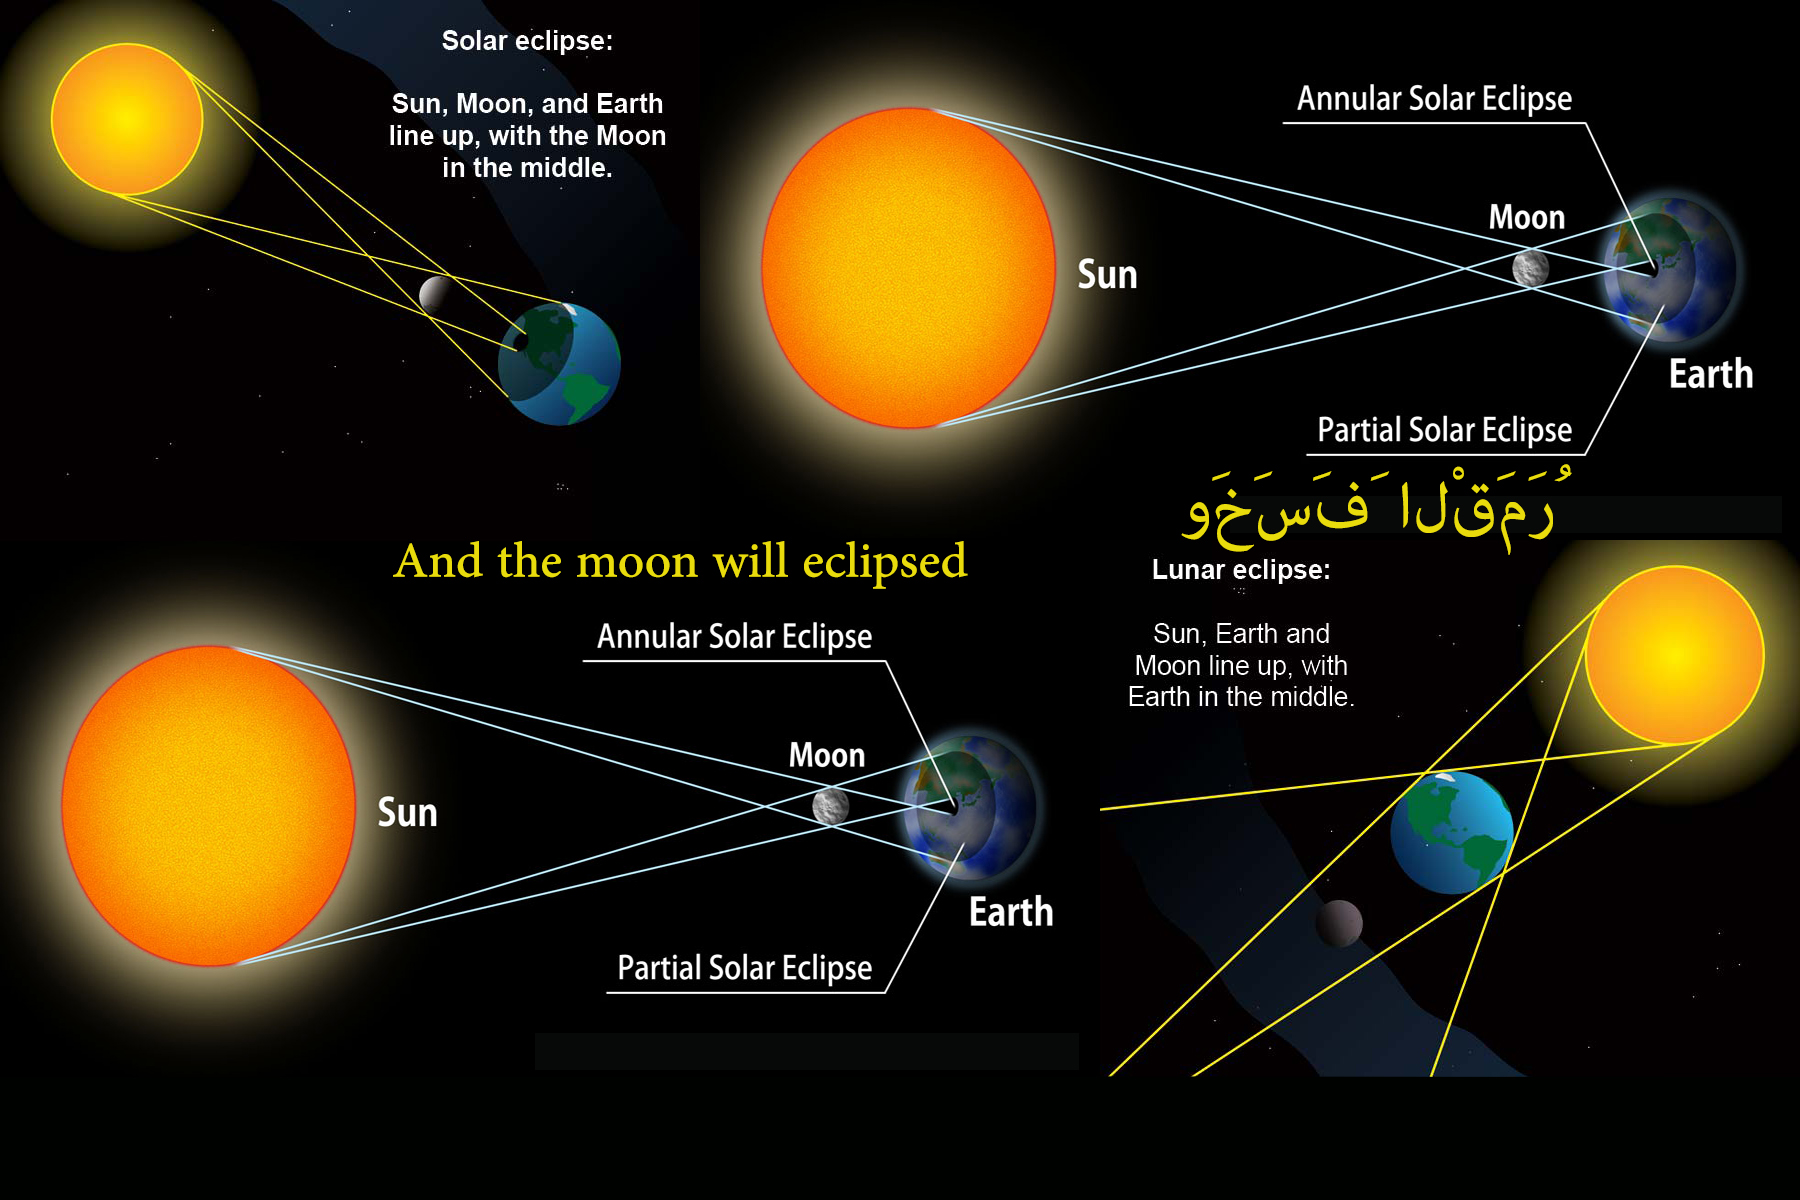 Solar eclipse:
Sun, Moon, and Earth
line up, with the Moon
in the middle.
Annular Solar Eclipse
Moon
Sun
Earth
Partial Solar Eclipse
وَخَسَفَ الْقَمَرُ
And the moon will eclipsed
Annular Solar Eclipse
Moon
Sun
Earth
Partial Solar Eclipse
Lunar eclipse:
Sun, Earth and
Moon line up, with
Earth in the middle.